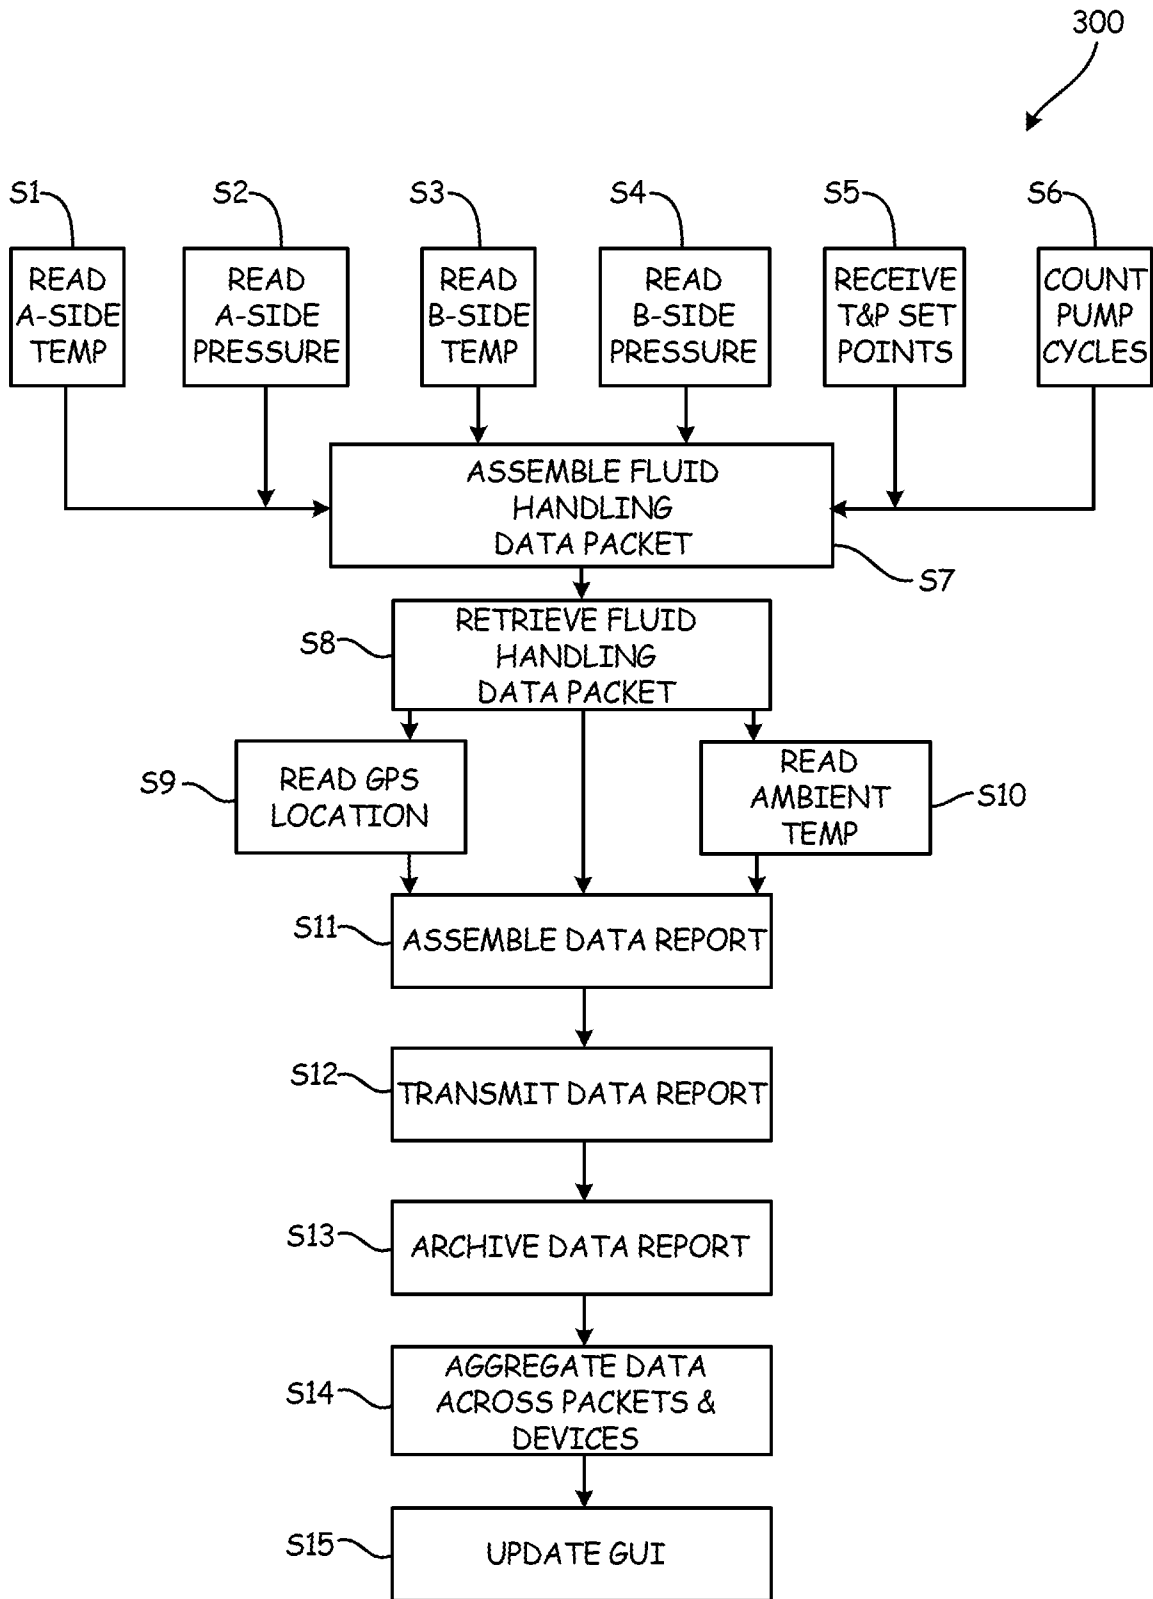 300
S1
S2
S3
S4
S5
S6
READ
A-SIDE
TEMP
READ
A-SIDE
PRESSURE
READ
B-SIDE
TEMP
READ
B-SIDE
PRESSURE
RECEIVE
T&P SET
POINTS
COUNT
PUMP
CYCLES
ASSEMBLE FLUID
HANDLING
DATA PACKET
S7
S8
RETRIEVE FLUID
HANDLING
DATA PACKET
S9
READ GPS
LOCATION
READ
AMBIENT
TEMP
S10
S11
ASSEMBLE DATA REPORT
S12
TRANSMIT DATA REPORT
S13
ARCHIVE DATA REPORT
S14
AGGREGATE DATA
ACROSS PACKETS &
DEVICES
S15
UPDATE GUI